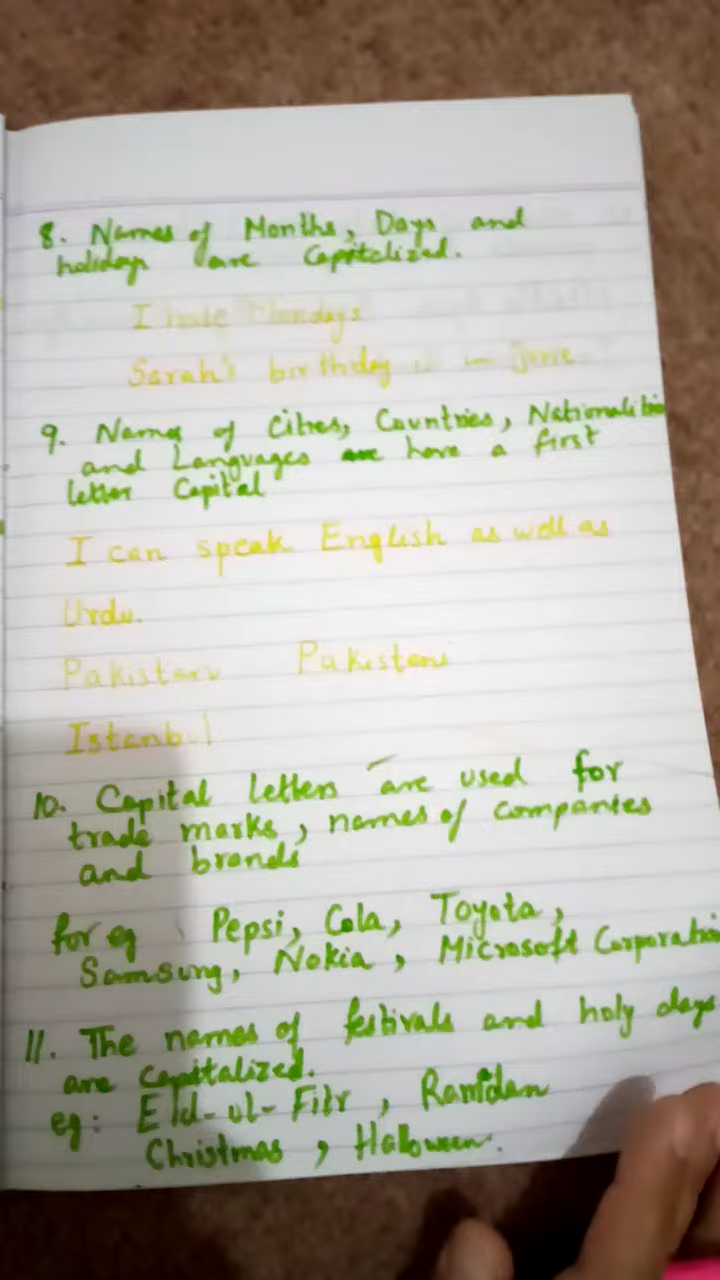 8. Names of Months, Days and
holidays are Capitalized.
I hate Mondays
Sarah's birthday is in June
9. Names of Cities, Countries, Nationalities
and Languages have a first
letter Capital
I can speak English as well as
Urdu.
Pakistan Pakistani
Istanbul
10. Capital letters are used for
trade marks, names of companies
and brands
for eg Pepsi, Cola, Toyota,
Samsung, Nokia, Microsoft Corporation
11. The names of festivals and holy days
are capitalized.
eg: Eid-ul-Fitr, Ramdan
Christmas, Halloween.